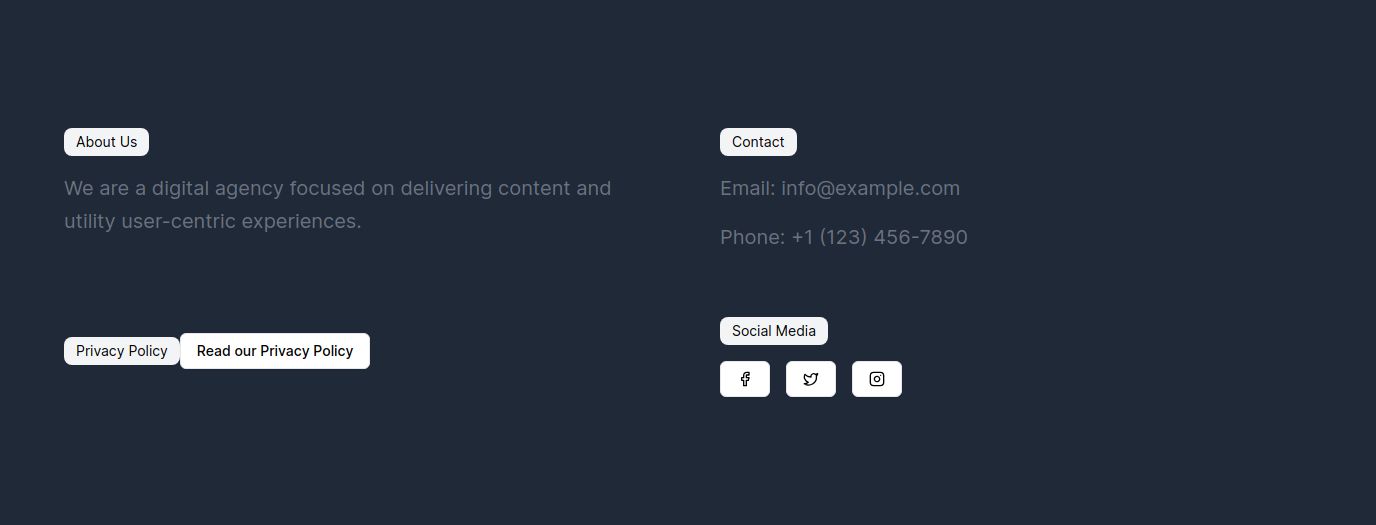 About Us
We are a digital agency focused on delivering content and
utility user-centric experiences.
Privacy Policy
Read our Privacy Policy
Contact
Email: info@example.com
Phone: +1 (123) 456-7890
Social Media